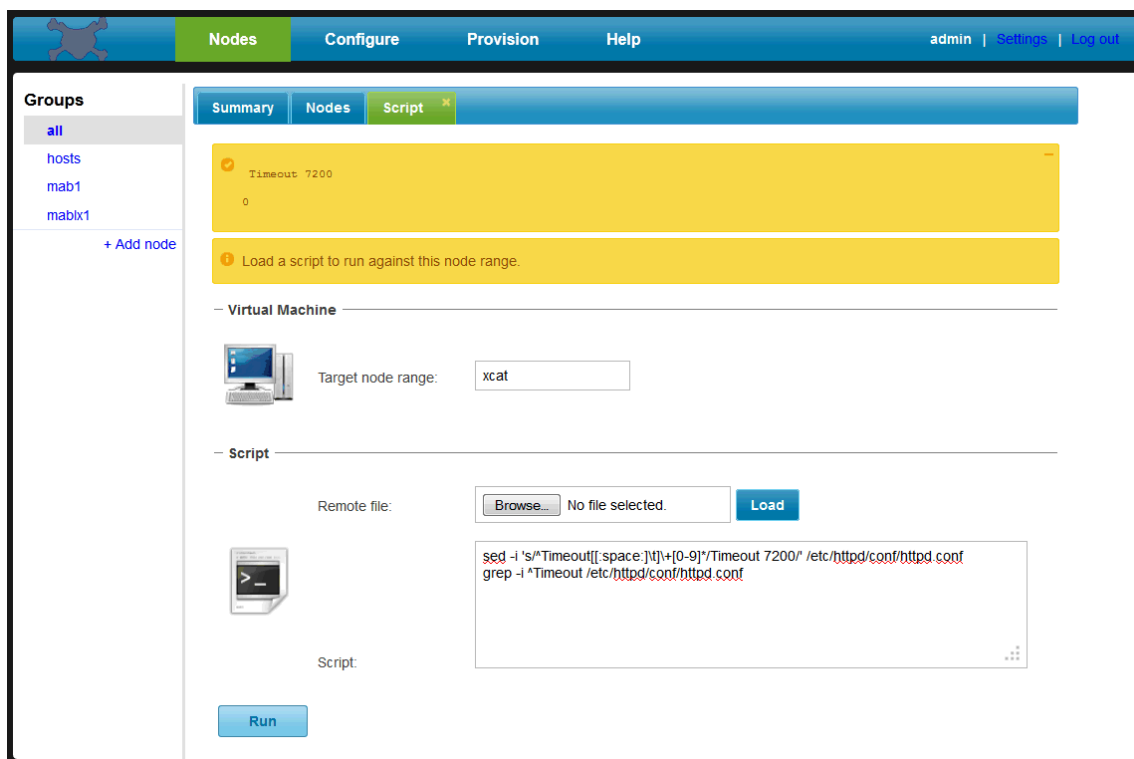 Nodes Configure Provision Help admin | Settings | Log out
Groups
all
hosts
mab1
mablx1
+ Add node
Summary Nodes Script
Timeout 7200
0
Load a script to run against this node range.
Virtual Machine
Target node range: xcat
Script
Remote file: Browse... No file selected. Load
sed -i 's/^Timeout[[:space:]\t]\+[0-9]*/Timeout 7200/' /etc/httpd/conf/httpd.conf
grep -i ^Timeout /etc/httpd/conf/httpd.conf
Script:
Run